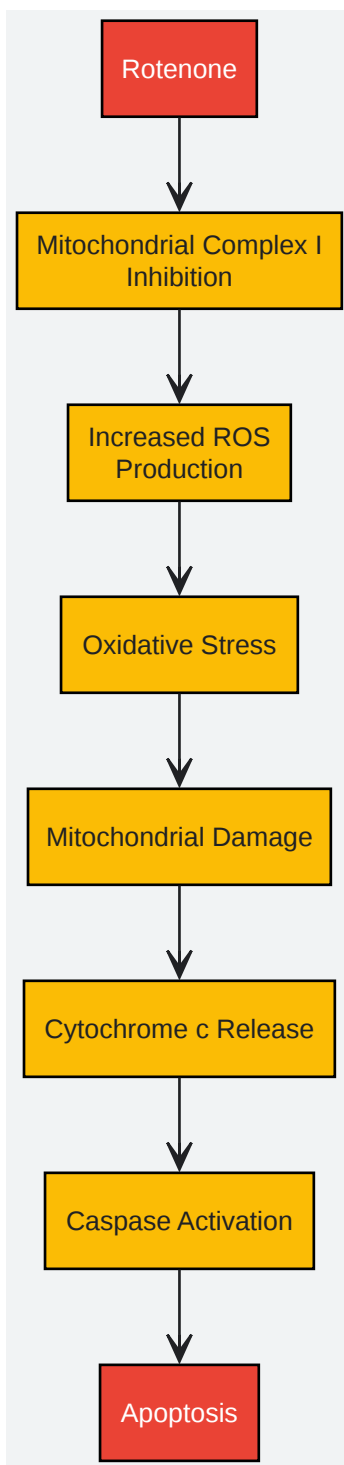 Rotenone
Mitochondrial Complex I
Inhibition
Increased ROS
Production
Oxidative Stress
Mitochondrial Damage
Cytochrome c Release
Caspase Activation
Apoptosis